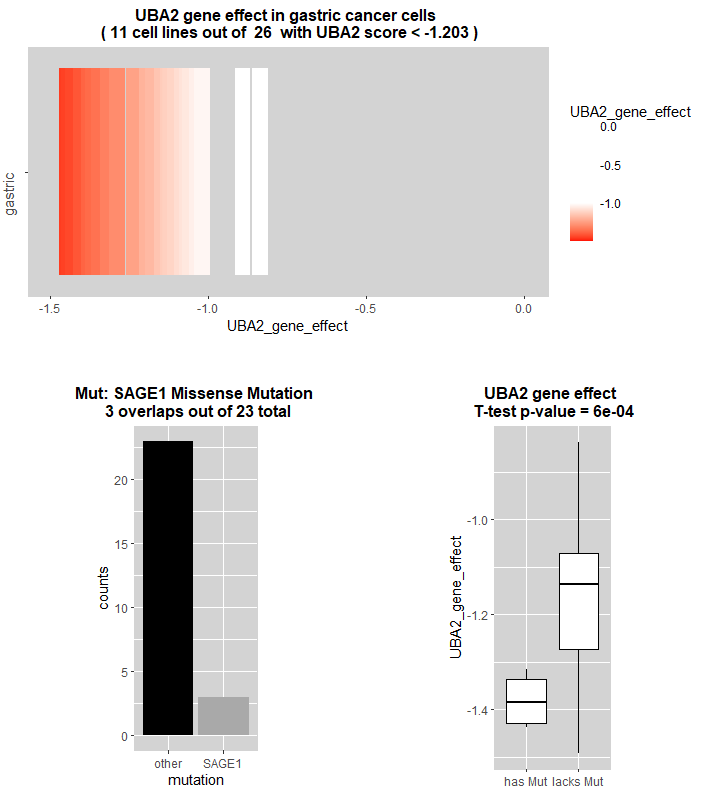 UBA2 gene effect in gastric cancer cells
( 11 cell lines out of  26  with UBA2 score < -1.203 )
gastric
-1.5
-1.0
-0.5
0.0
UBA2_gene_effect
UBA2_gene_effect
0.0
-0.5
-1.0
Mut: SAGE1 Missense Mutation
3 overlaps out of 23 total
counts
20
15
10
5
0
other
SAGE1
mutation
UBA2 gene effect
T-test p-value = 6e-04
UBA2_gene_effect
-1.0
-1.2
-1.4
has Mut
lacks Mut